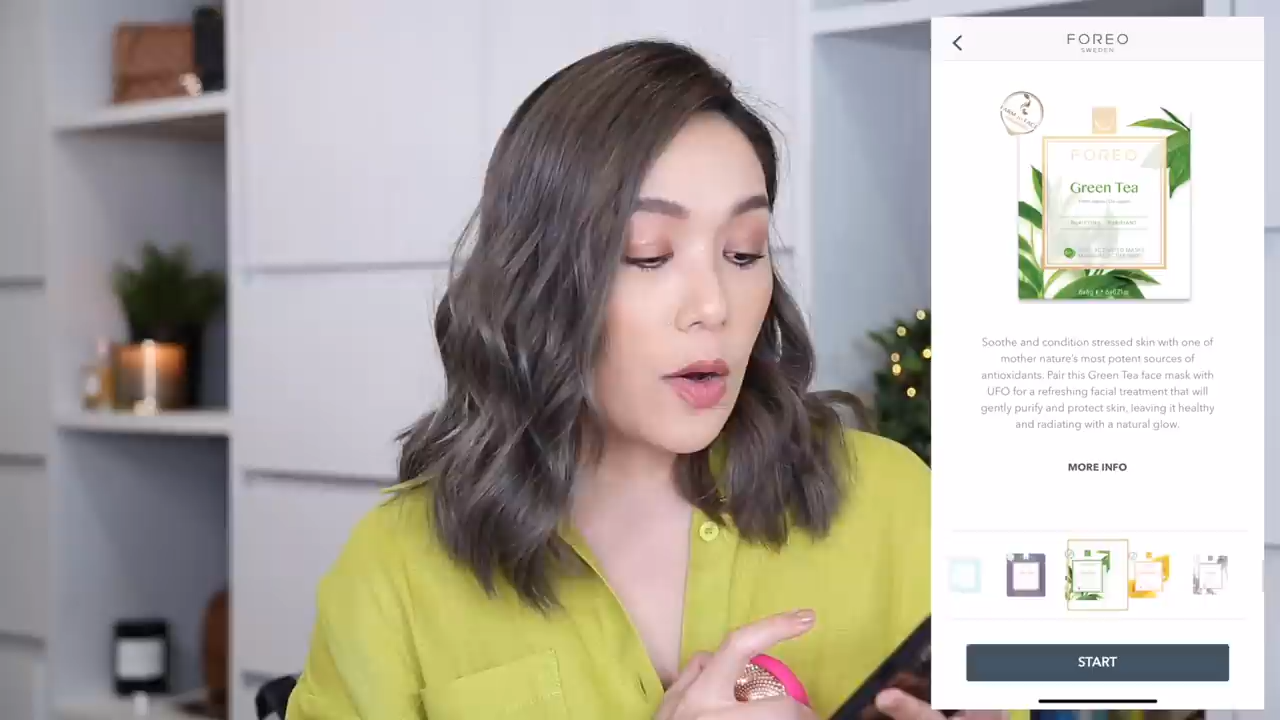 FOREO
SWEDEN
FOREO
Green Tea
Soothe and condition stressed skin with one of
mother nature's most potent sources of
antioxidants. Pair this Green Tea face mask with
UFO for a refreshing facial treatment that will
gently purify and protect skin, leaving it healthy
and radiating with a natural glow.
MORE INFO
START